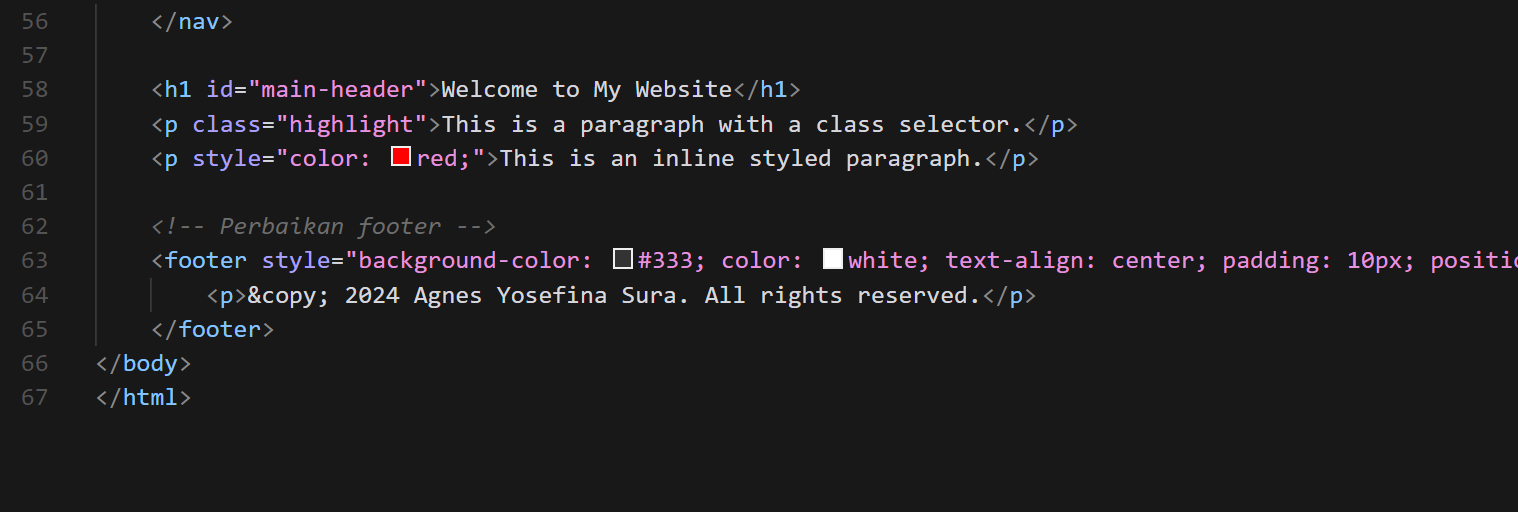 56 </nav>
57
58 <h1 id="main-header">Welcome to My Website</h1>
59 <p class="highlight">This is a paragraph with a class selector.</p>
60 <p style="color: red;">This is an inline styled paragraph.</p>
61
62 <!-- Perbaikan footer -->
63 <footer style="background-color: #333; color: white; text-align: center; padding: 10px; positio
64 <p>&copy; 2024 Agnes Yosefina Sura. All rights reserved.</p>
65 </footer>
66 </body>
67 </html>